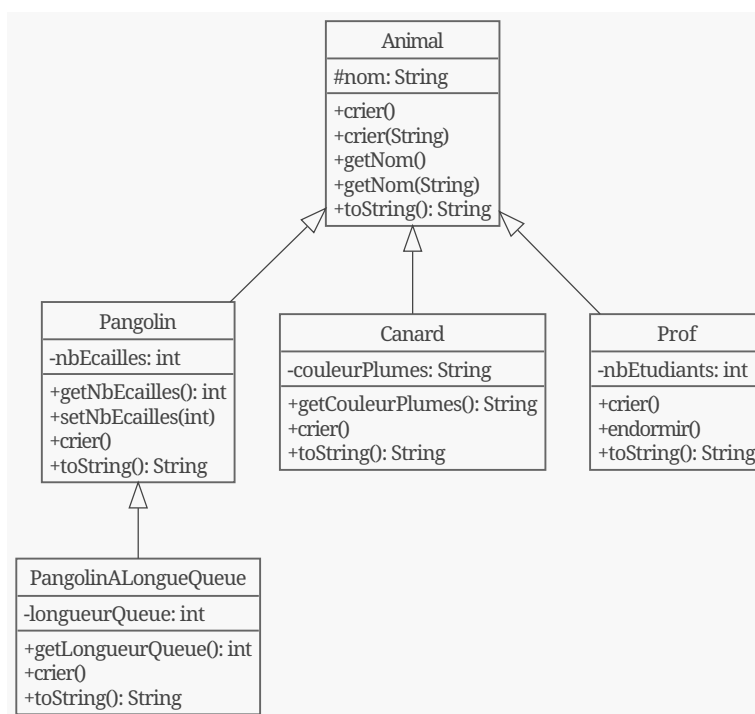 Animal
#nom: String
+crier()
+crier(String)
+getNom()
+getNom(String)
+toString(): String
Pangolin
-nbEcailles: int
+getNbEcailles(): int
+setNbEcailles(int)
+crier()
+toString(): String
Canard
-couleurPlumes: String
+getCouleurPlumes(): String
+crier()
+toString(): String
Prof
-nbEtudiants: int
+crier()
+endormir()
+toString(): String
PangolinALongueQueue
-longueurQueue: int
+getLongueurQueue(): int
+crier()
+toString(): String